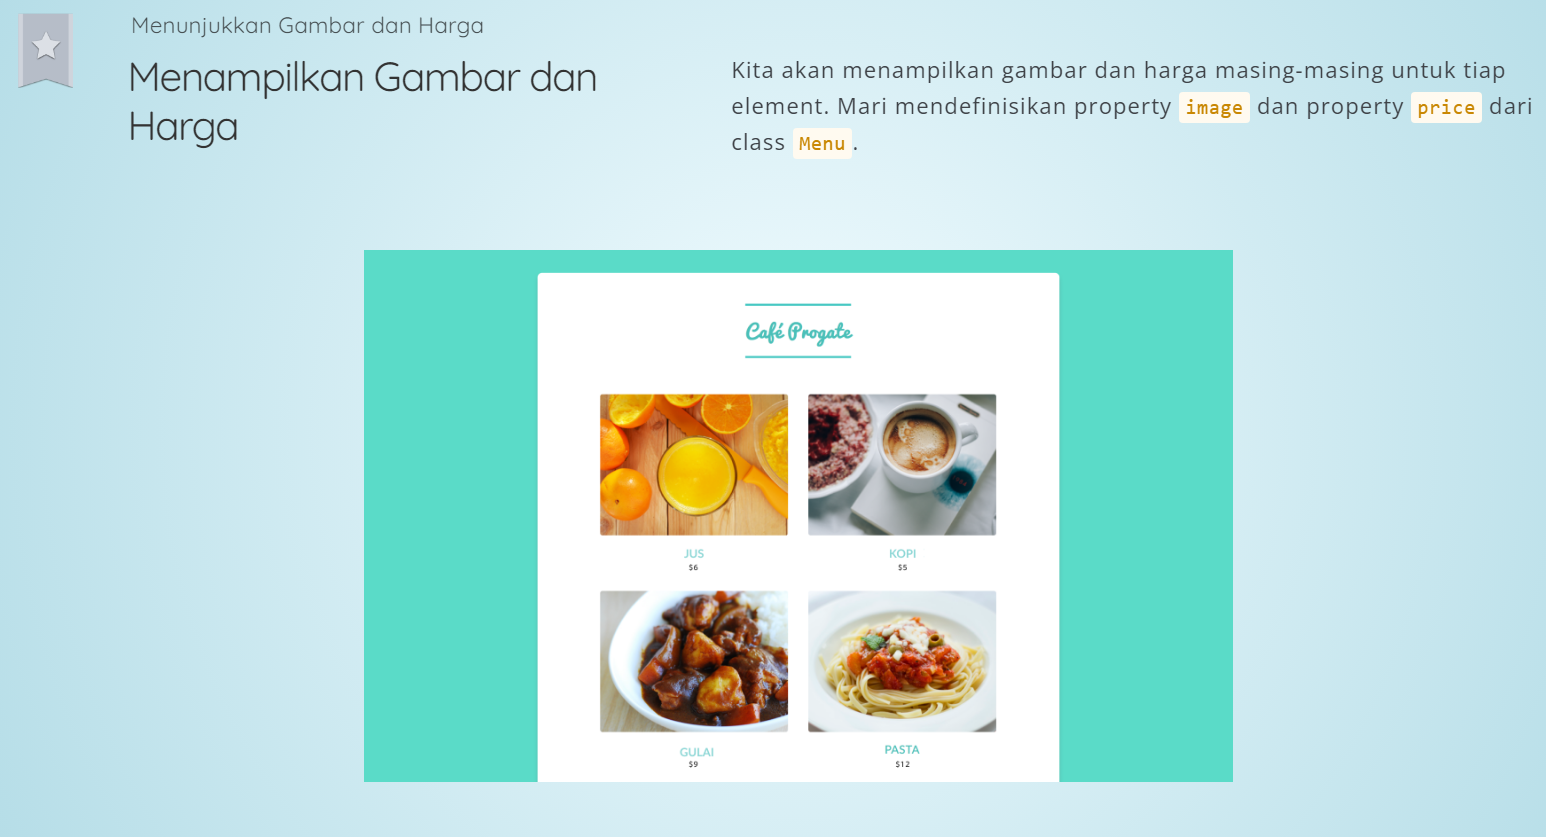 Menunjukkan Gambar dan Harga
Menampilkan Gambar dan
Harga
Kita akan menampilkan gambar dan harga masing-masing untuk tiap
element. Mari mendefinisikan property image dan property price dari
class Menu.
Café Progate
JUS
$6
KOPI
$5
GULAI
$9
PASTA
$12